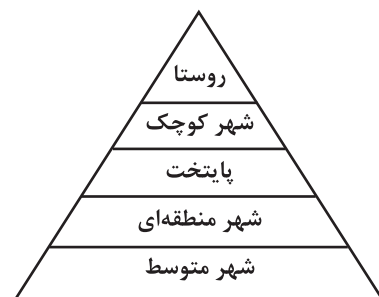 روستا
شهر کوچک
پایتخت
شهر منطقه‌ای
شهر متوسط